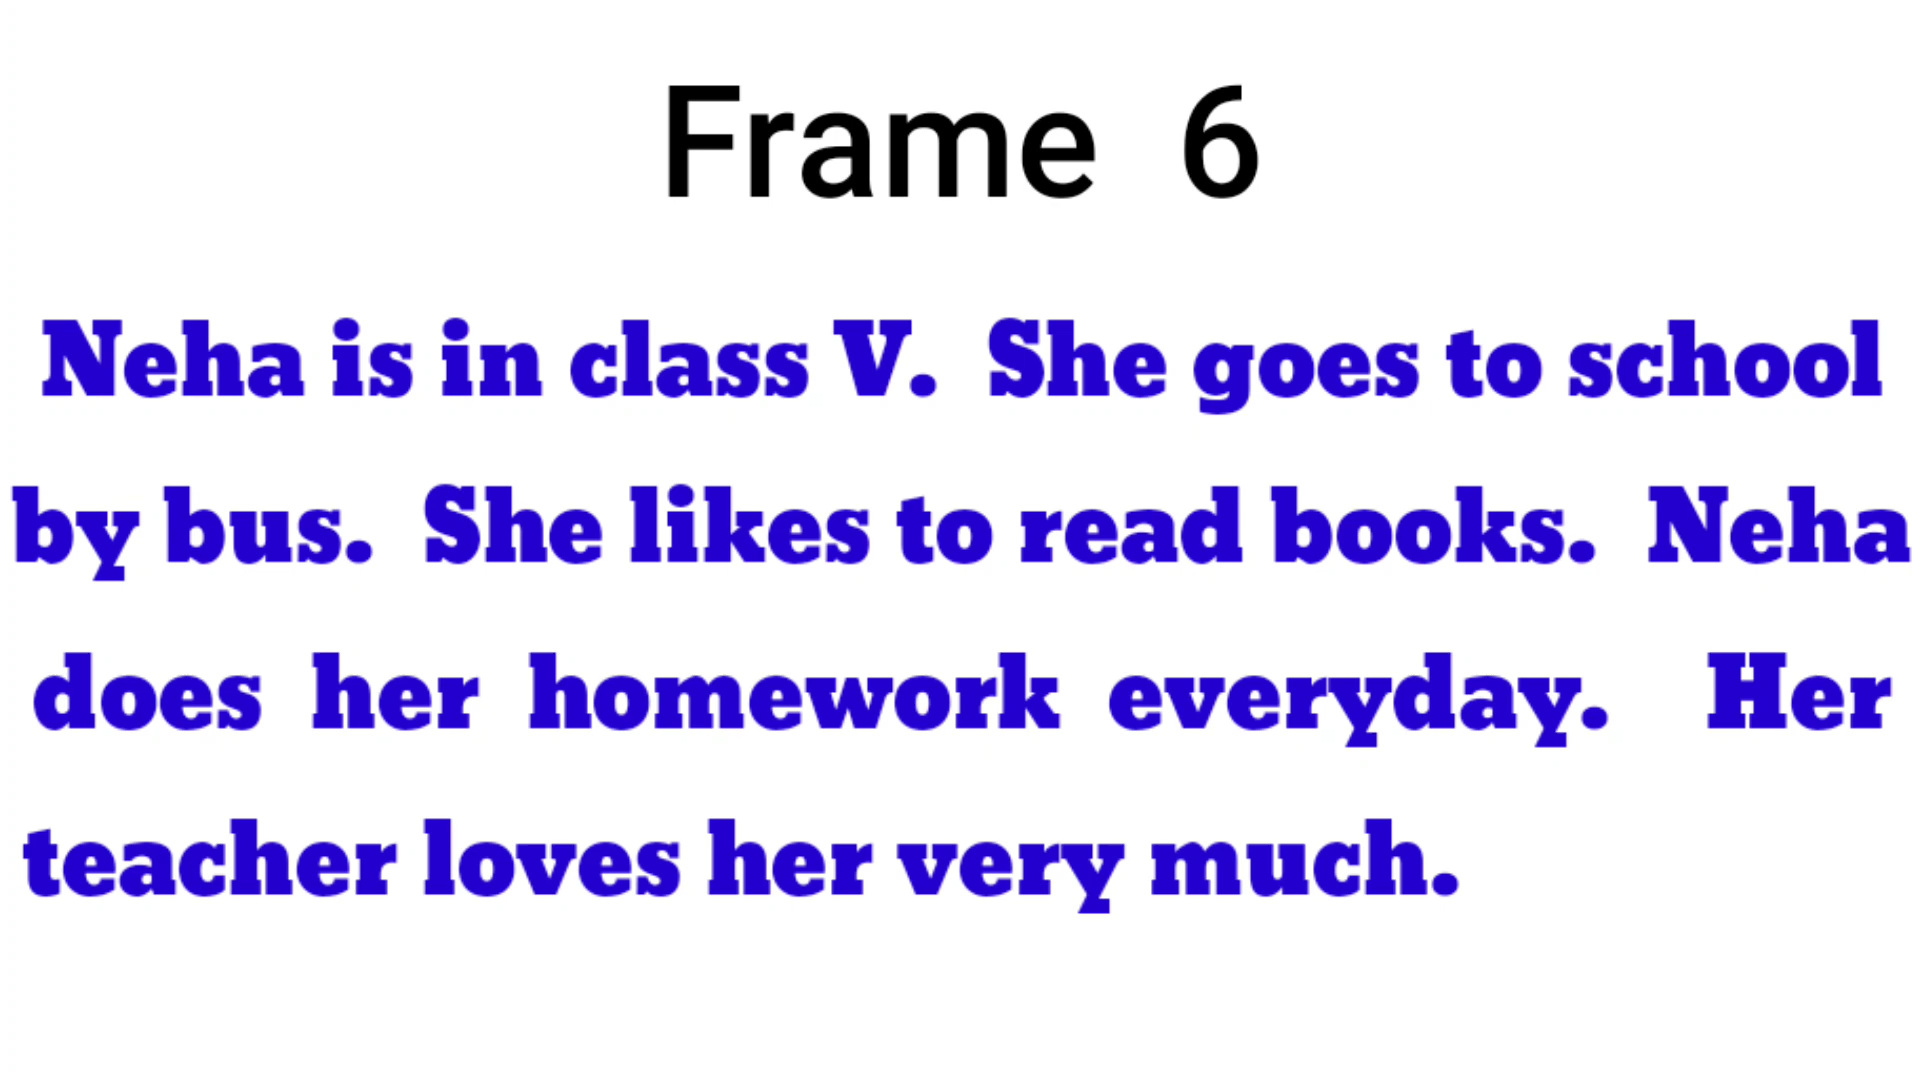 Frame 6
Neha is in class V. She goes to school
by bus. She likes to read books. Neha
does her homework everyday. Her
teacher loves her very much.